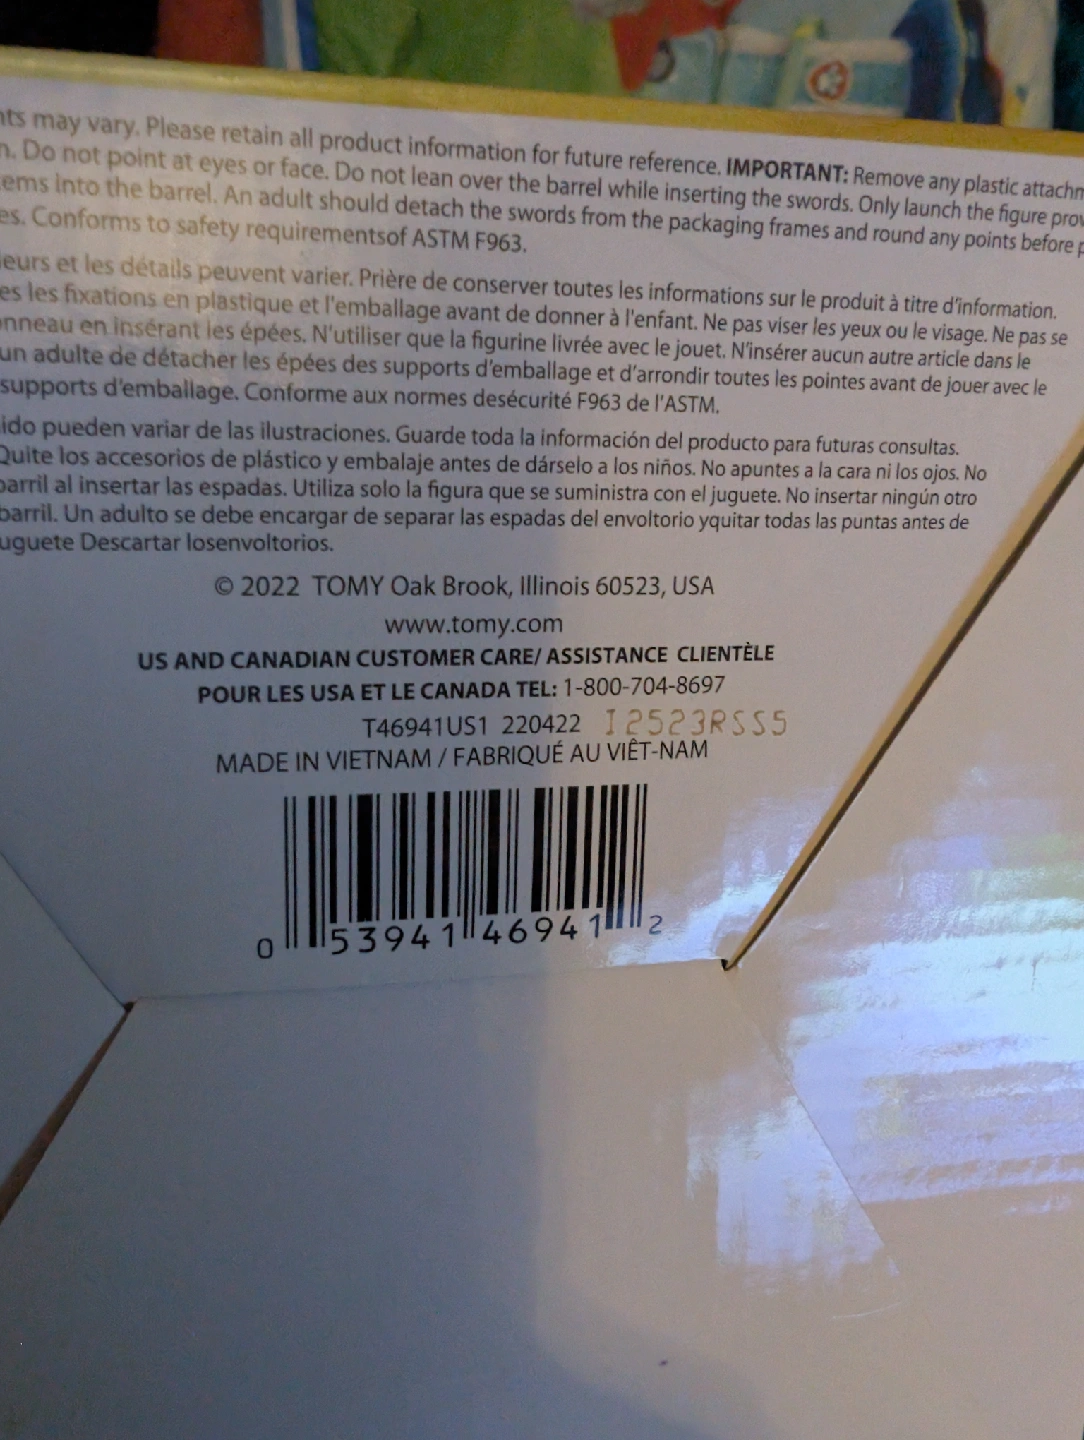 may vary. Please retain all product information for future reference. IMPORTANT: Remove any plastic
Do not point at eyes or face. Do not lean over the barrel while inserting the swords. Only launch the figure
into the barrel. An adult should detach the swords from the packaging frames and round any points before
Conforms to safety requirementsof ASTM F963.
et les détails peuvent varier. Prière de conserver toutes les informations sur le produit à titre d'information.
les fixations en plastique et l'emballage avant de donner à l'enfant. Ne pas viser les yeux ou le visage. Ne pas se
en insérant les épées. N'utiliser que la figurine livrée avec le jouet. N'insérer aucun autre article dans le
un adulte de détacher les épées des supports d'emballage et d'arrondir toutes les pointes avant de jouer avec le
supports d'emballage. Conforme aux normes desécurité F963 de l'ASTM.
pueden variar de las ilustraciones. Guarde toda la información del producto para futuras consultas.
Quite los accesorios de plástico y embalaje antes de dárselo a los niños. No apuntes a la cara ni los ojos. No
barril al insertar las espadas. Utiliza solo la figura que se suministra con el juguete. No insertar ningún otro
barril. Un adulto se debe encargar de separar las espadas del envoltorio yquitar todas las puntas antes de
Descartar losenvoltorios.
© 2022 TOMY Oak Brook, Illinois 60523, USA
www.tomy.com
US AND CANADIAN CUSTOMER CARE/ ASSISTANCE CLIENTÈLE
POUR LES USA ET LE CANADA TEL: 1-800-704-8697
T46941US1 220422 I2523RSS5
MADE IN VIETNAM / FABRIQUÉ AU VIÊT-NAM
0 53941 46941 2